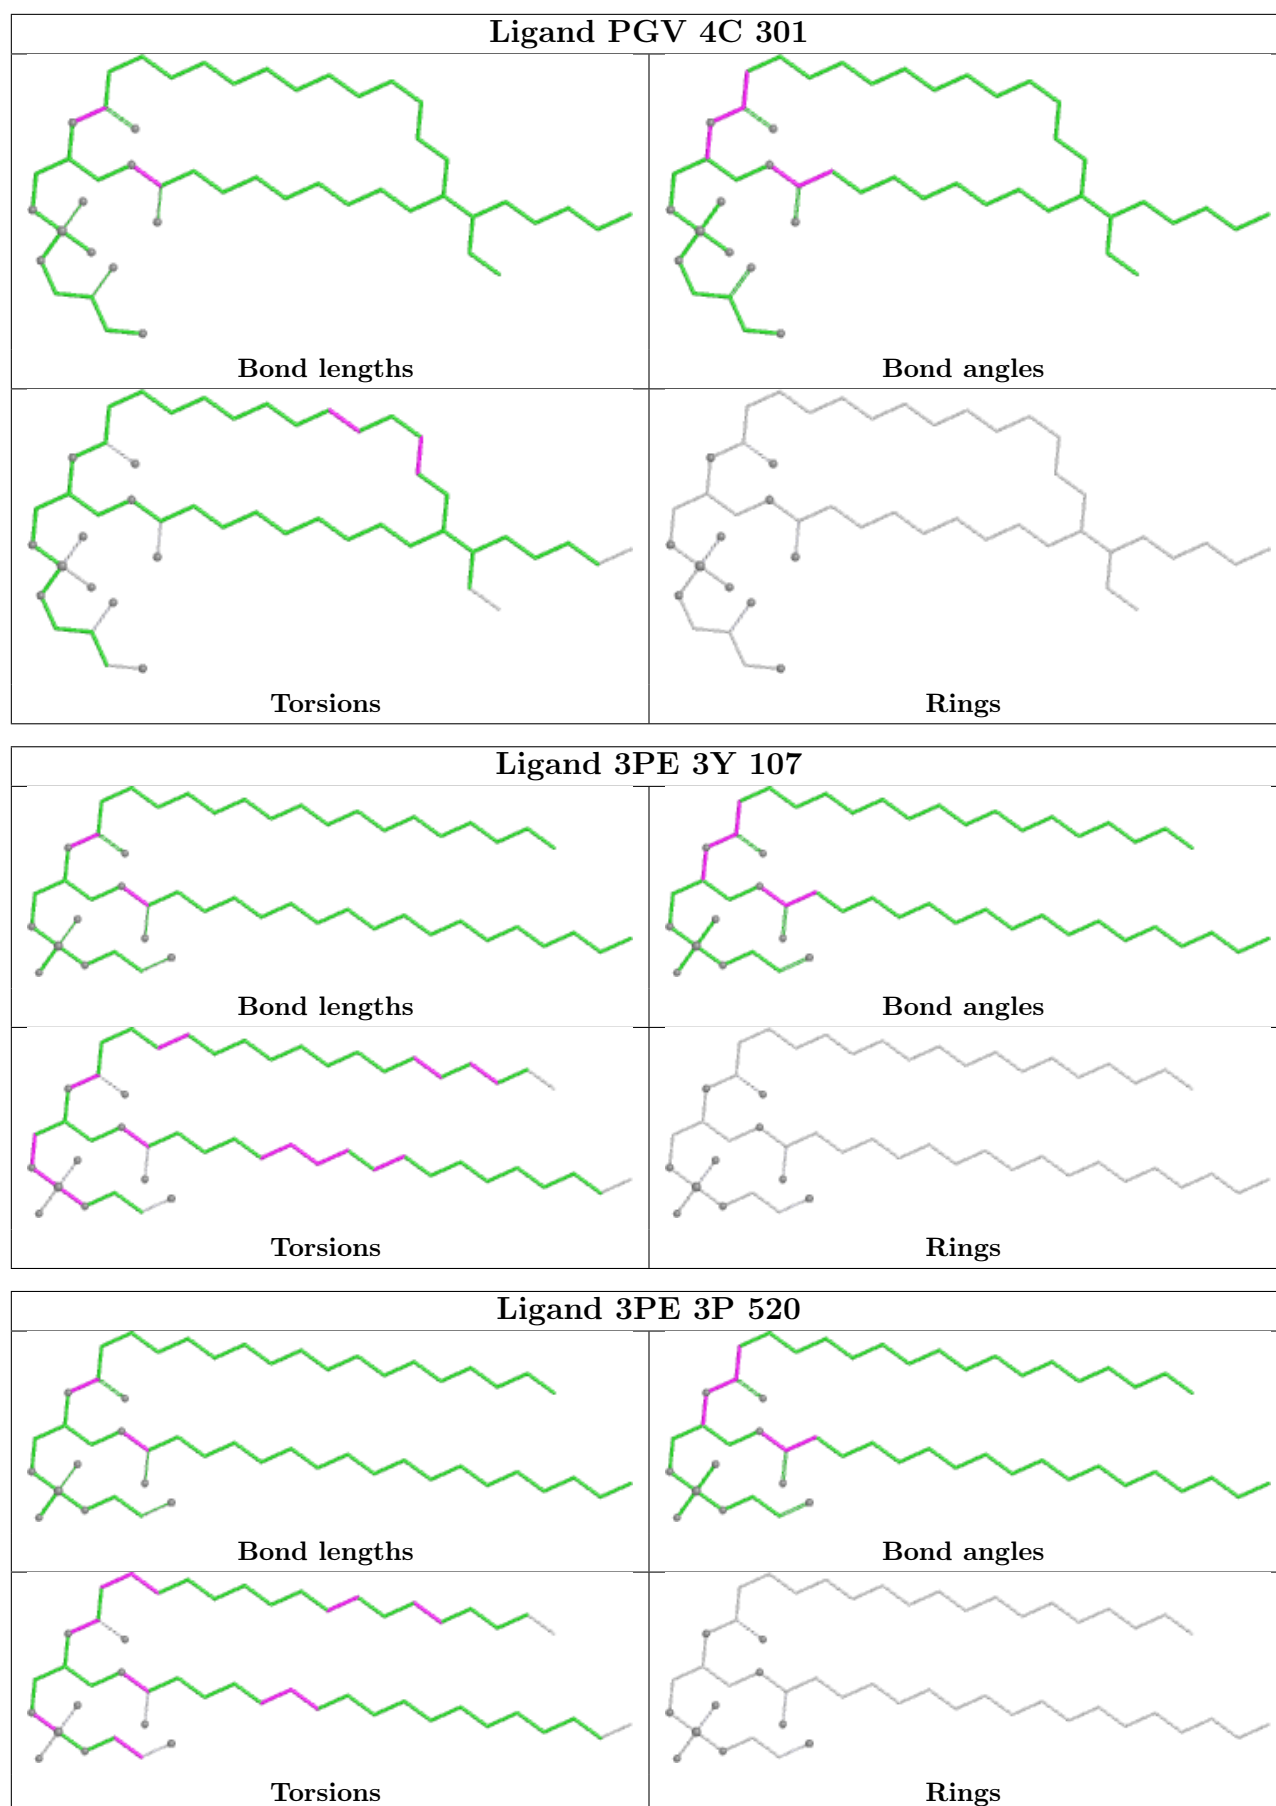 Ligand PGV 4C 301
Bond lengths
Bond angles
Torsions
Rings
Ligand 3PE 3Y 107
Bond lengths
Bond angles
Torsions
Rings
Ligand 3PE 3P 520
Bond lengths
Bond angles
Torsions
Rings